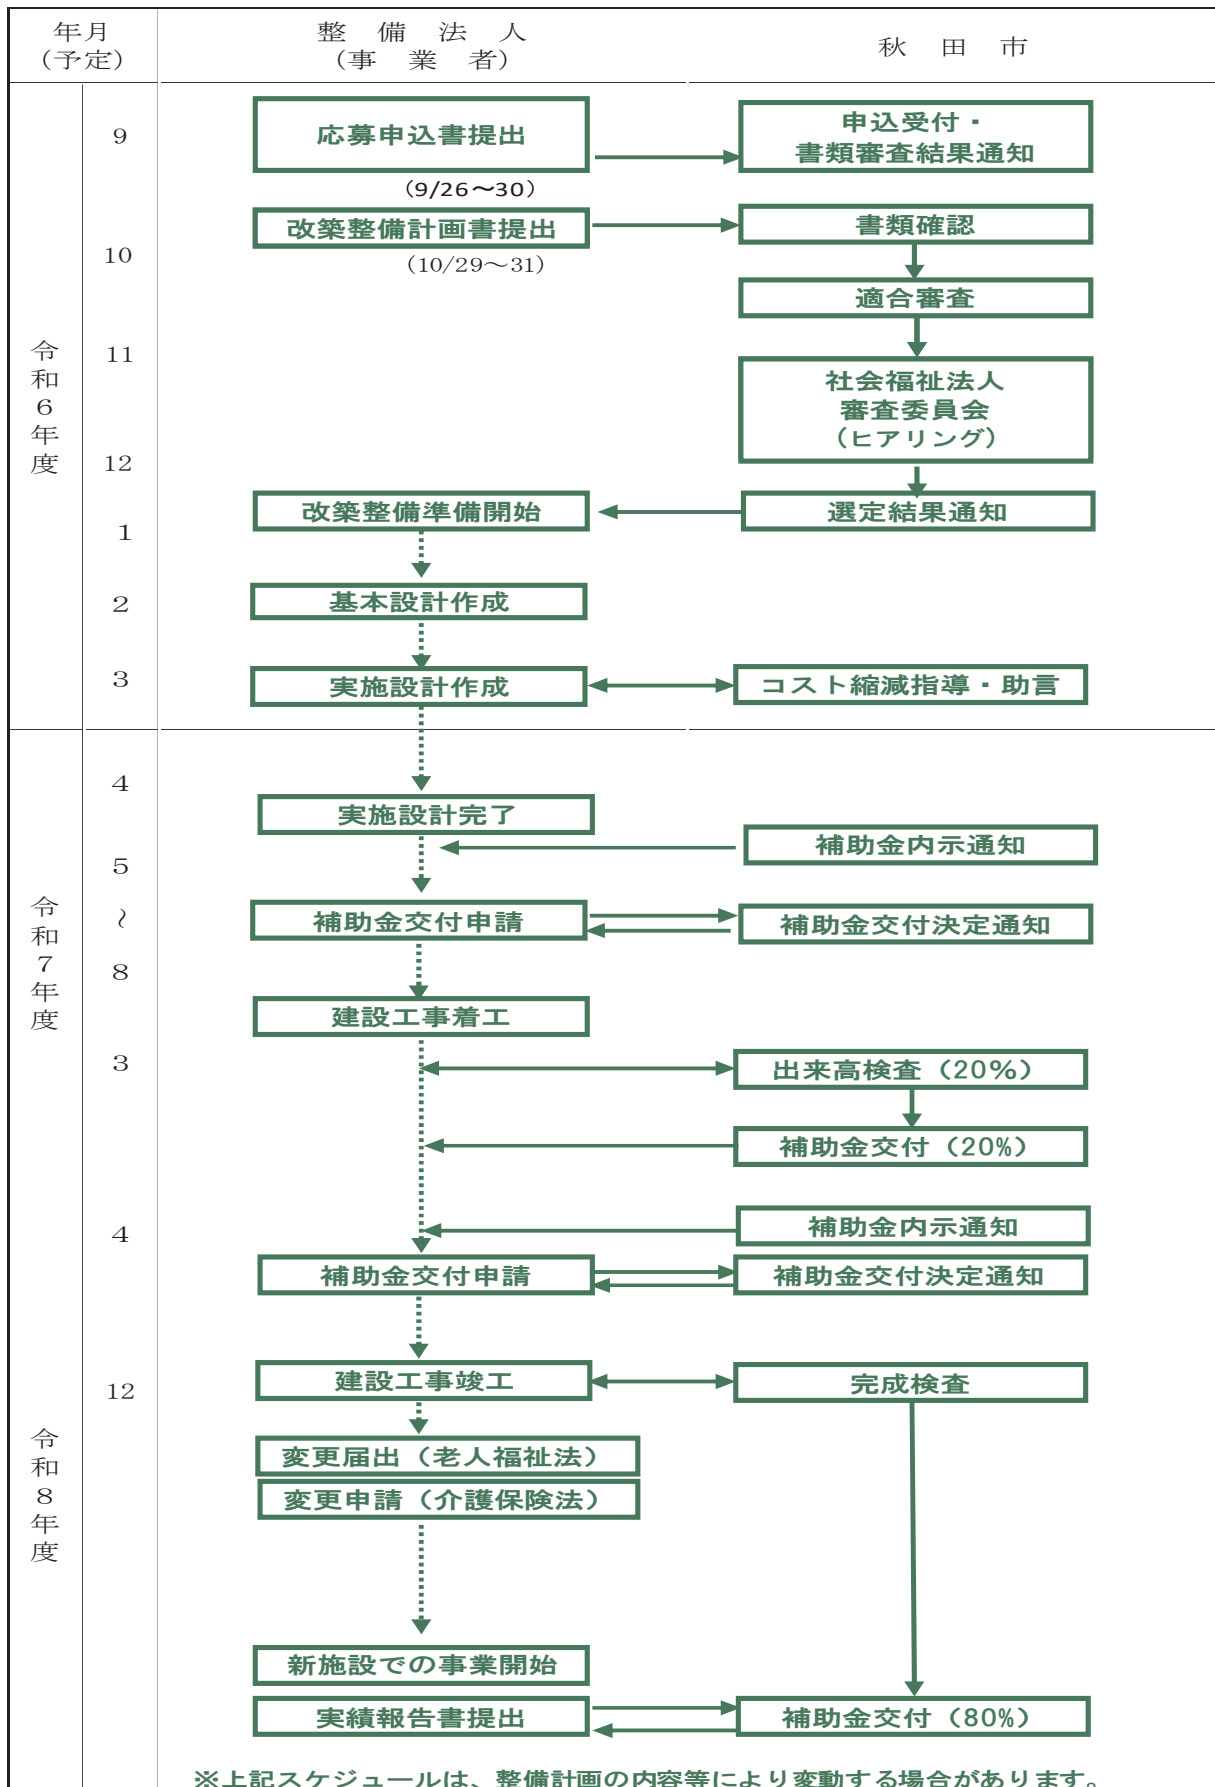 年月
（予定）
整　備　法　人
（事　業　者）
秋　田　市
令和６年度
9
応募申込書提出
（9/26～30）
申込受付・
書類審査結果通知
10
改築整備計画書提出
（10/29～31）
書類確認
適合審査
11
社会福祉法人
審査委員会
（ヒアリング）
12
1
改築整備準備開始
選定結果通知
2
基本設計作成
3
実施設計作成
コスト縮減指導・助言
令和７年度
4
実施設計完了
補助金内示通知
5
～
8
補助金交付申請
補助金交付決定通知
建設工事着工
3
出来高検査（20％）
補助金交付（20%）
令和８年度
4
補助金内示通知
補助金交付申請
補助金交付決定通知
12
建設工事竣工
完成検査
変更届出（老人福祉法）
変更申請（介護保険法）
新施設での事業開始
実績報告書提出
補助金交付（80%）
※上記スケジュールは、整備計画の内容等により変動する場合があります。